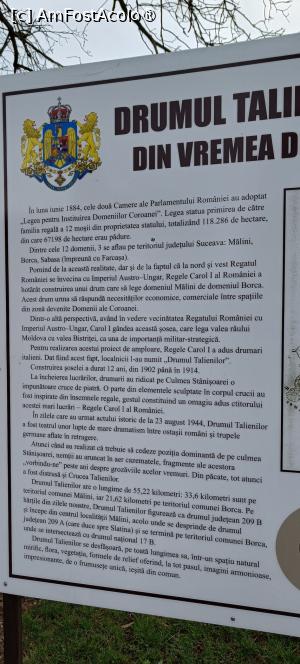 [c] AmFostAcolo®
DRUMUL TALI
DIN VREMEA D
În luna iunie 1884, cele două Camere ale Parlamentului României au adoptat
„Legea pentru Instituirea Domeniilor Coroanei". Legea status primirea de către
familia regală a 12 moșii din proprietatea statului, totalizând 118.286 de hectare,
din care 67198 de hectare erau pădure.
Dintre cele 12 domenii, 3 se aflau pe teritoriul județului Suceava: Mălini,
Borca, Sabasa (împreună cu Farcașa).
Pornind de la această realitate, dar și de la faptul că la nord și vest Regatul
României se învecina cu Imperiul Austro-Ungar, Regele Carol I al României a
hotărât construirea unui drum care să lege domeniul Mălini de domeniul Borca.
Acest drum urma să răspundă necesităților economice, comerciale între spațiile
din zonă devenite Domenii ale Coroanei.
Dintr-o altă perspectivă, având în vedere vecinătatea Regatului României cu
Imperiul Austro-Ungar, Carol I gândea această șosea, care lega valea râului
Moldova cu valea Bistriței, ca una de importanță militar-strategică.
Pentru realizarea acestui proiect de amploare, Regele Carol I a adus drumari
italieni. Dat fiind acest fapt, localnicii l-au numit „Drumul Talienilor".
Construirea șoselei a durat 12 ani, din 1902 până în 1914.
La încheierea lucrărilor, drumarii au ridicat pe Culmea Stânișoarei o
impunătoare cruce de piatră. O parte din elementele sculptate în corpul crucii au
fost inspirate din însemnele regale, gestul constituind un omagiu adus ctitorului
acestei mari lucrări – Regele Carol I al României.
În zilele care au urmat actului istoric de la 23 august 1944, Drumul Talienilor
a fost teatrul unor lupte de mare dramatism între ostașii români și trupele
germane aflate în retragere.
Atunci când au realizat că trebuie să cedeze poziția dominantă de pe culmea
Stânișoarei, nemții au aruncat în aer cazematele, fragmente ale acestora
„vorbindu-ne" peste ani despre grozăviile acelor vremuri. Din păcate, tot atunci
a fost distrusă și Crucea Talienilor.
Drumul Talienilor are o lungime de 55,22 kilometri: 33,6 kilometri sunt pe
teritoriul comunei Mălini, iar 21,62 kilometri pe teritoriul comunei Borca. Pe
hărțile din zilele noastre, Drumul Talienilor figurează ca drumul județean 209 B
și începe din centrul localității Mălini, acolo unde se desprinde de drumul
județean 209 A (care duce spre Slatina) și se termină pe teritoriul comunei Borca,
unde se intersectează cu drumul național 17 B.
Drumul Talienilor se desfășoară, pe toată lungimea sa, într-un spațiu natural
mirific, flora, vegetația, formele de relief oferind, la tot pasul, imagini armonioase,
impresionante, de o frumusețe unică, ieșită din comun.